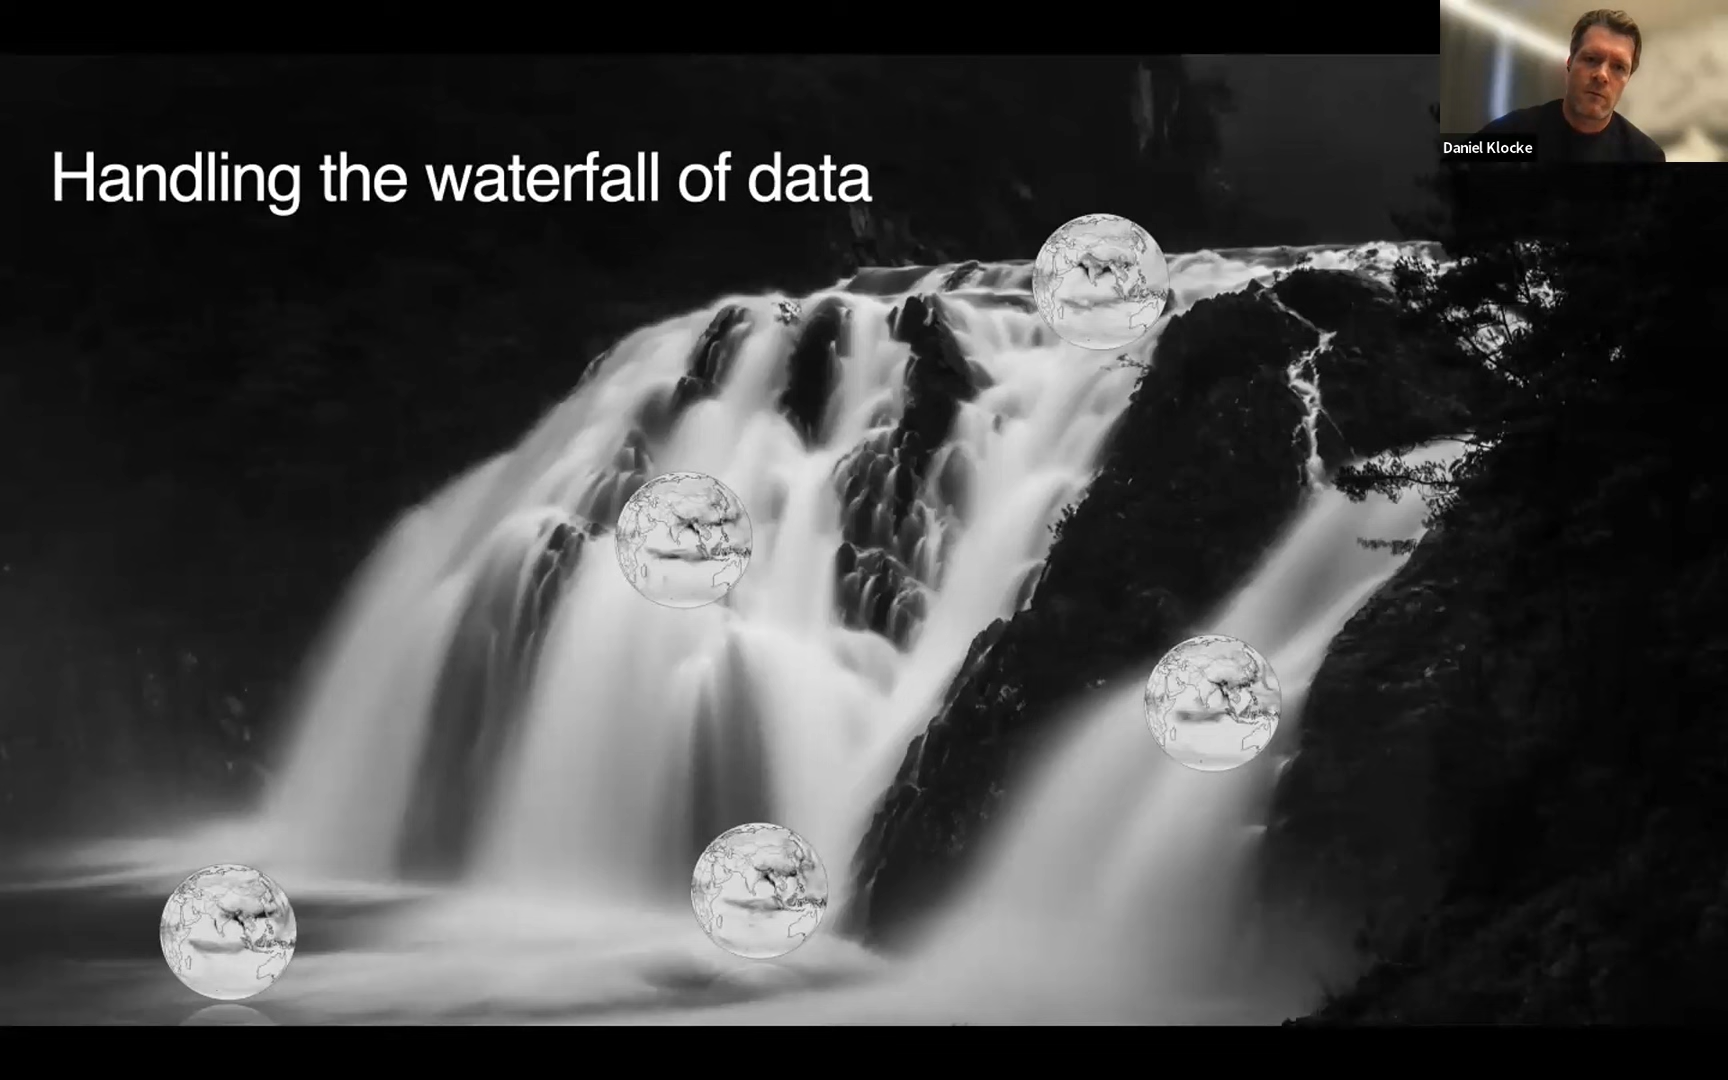 Handling the waterfall of data
Daniel Klocke